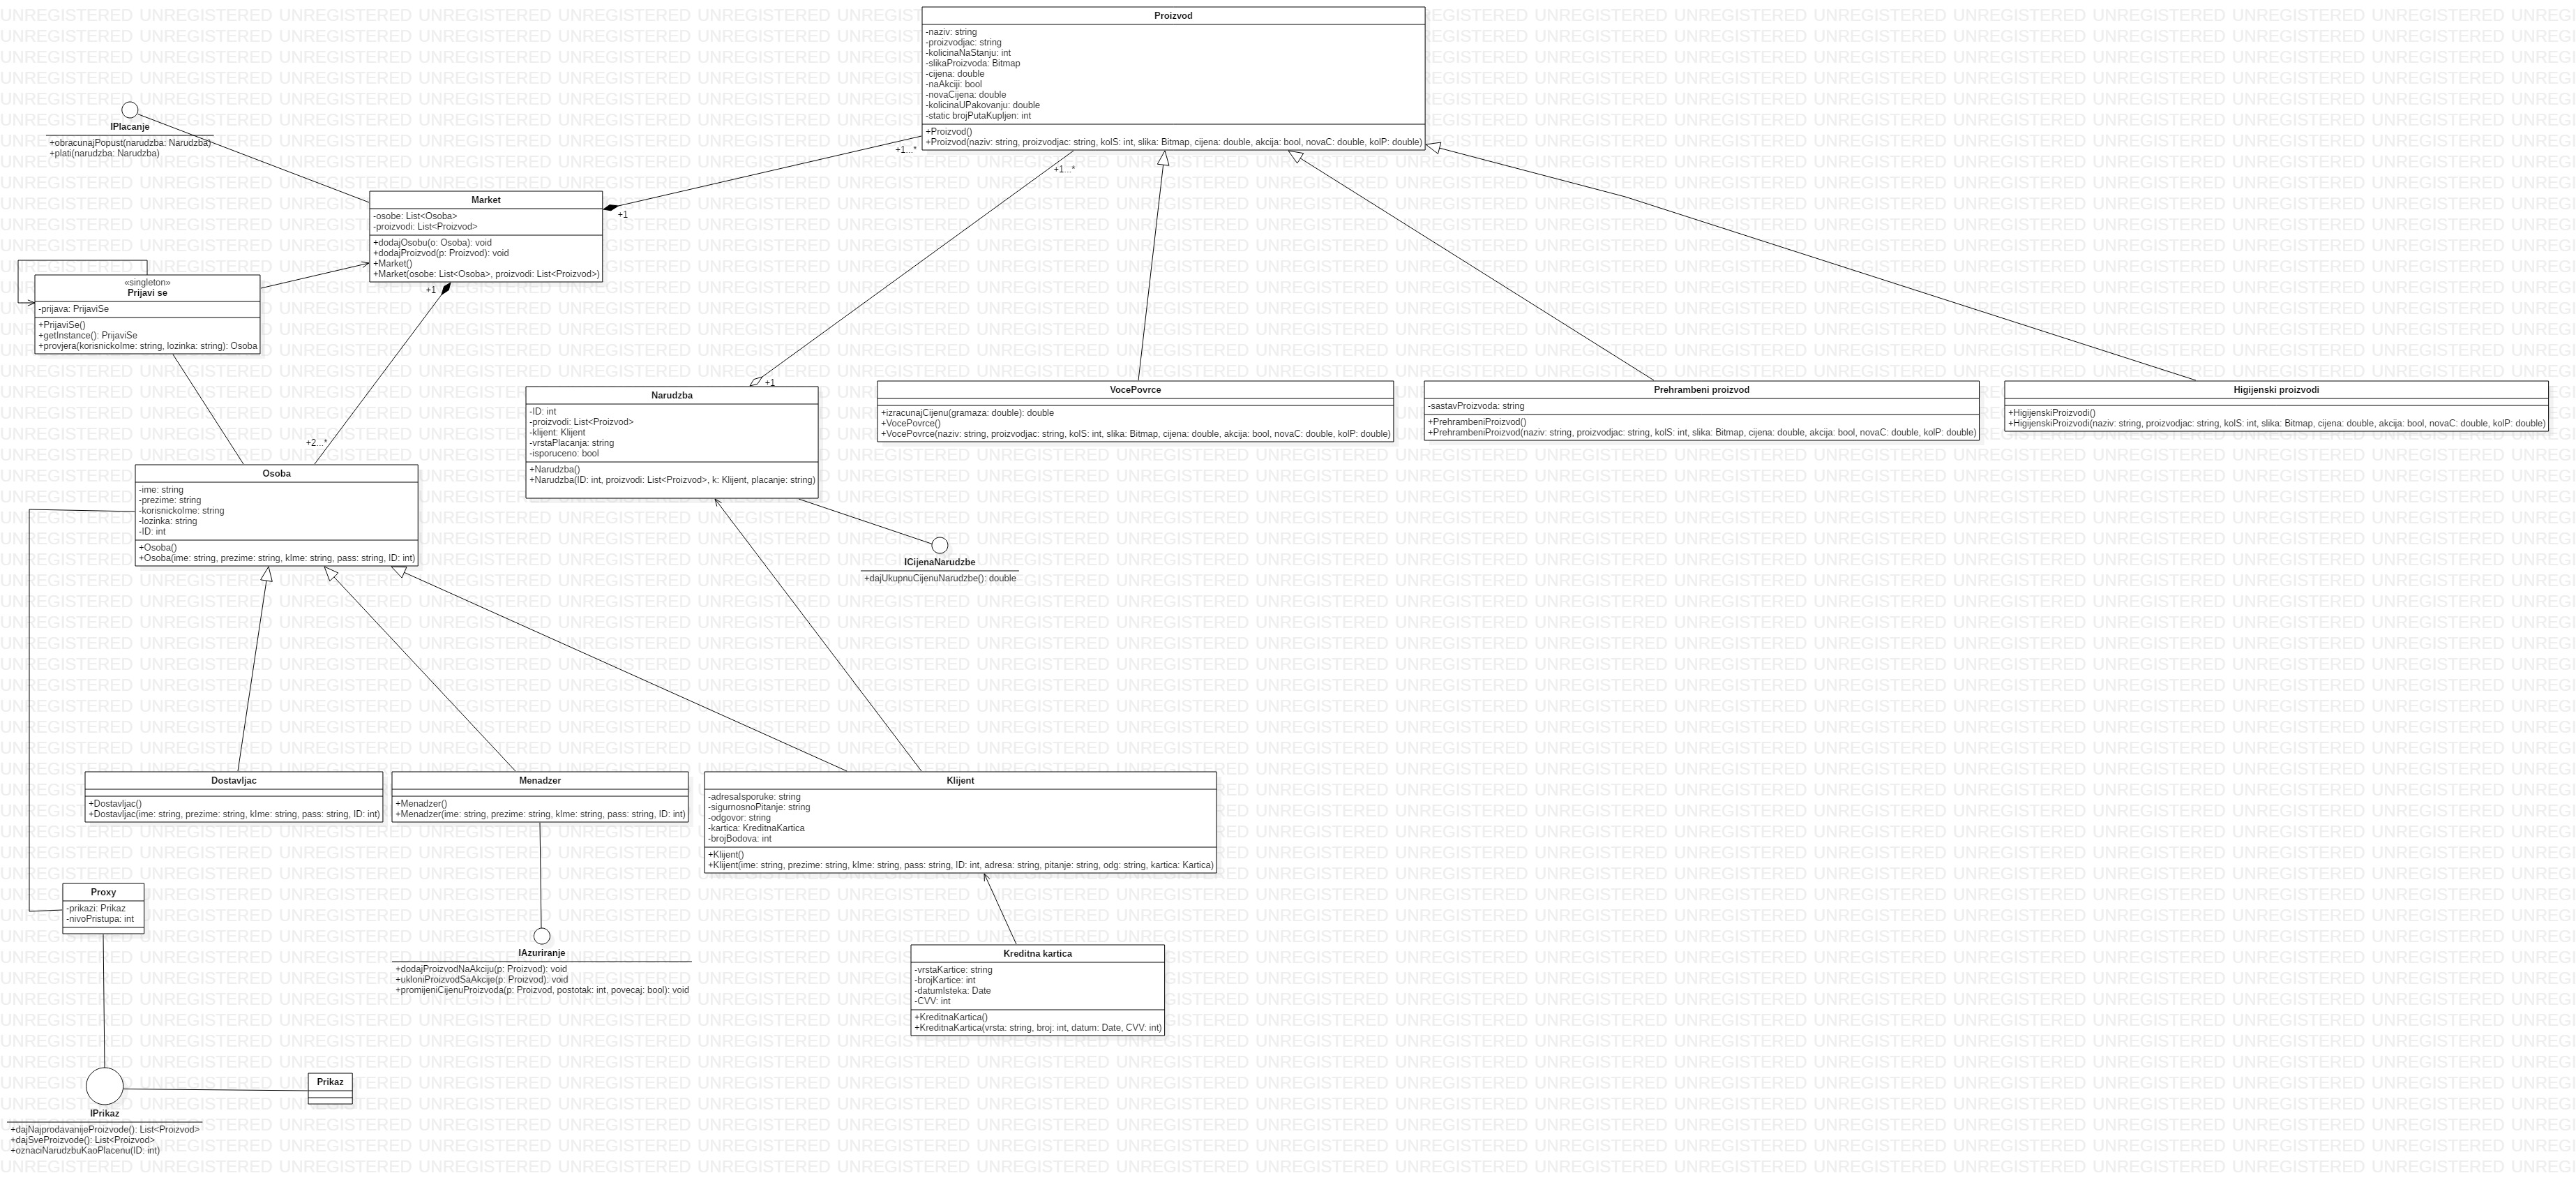 Proizvod
-naziv: string
-proizvodjac: string
-kolicinaNaStanju: int
-slikaProizvoda: Bitmap
-cijena: double
-naAkciji: bool
-novaCijena: double
-kolicinaUPakovanju: double
-static brojPutaKupljen: int
+Proizvod()
+Proizvod(naziv: string, proizvodjac: string, kolS: int, slika: Bitmap, cijena: double, akcija: bool, novaC: double, kolP: double)
IPlacanje
+obracunajPopust(narudzba: Narudzba)
+plati(narudzba: Narudzba)
+1...*
+1...*
Market
-osobe: List<Osoba>
-proizvodi: List<Proizvod>
+dodajOsobu(o: Osoba): void
+dodajProizvod(p: Proizvod): void
+Market()
+Market(osobe: List<Osoba>, proizvodi: List<Proizvod>)
+1
+1
«singleton»
Prijavi se
-prijava: PrijaviSe
+PrijaviSe()
+getInstance(): PrijaviSe
+provjera(korisnickoIme: string, lozinka: string): Osoba
+2...*
+1
Narudzba
-ID: int
-proizvodi: List<Proizvod>
-klijent: Klijent
-vrstaPlacanja: string
-isporuceno: bool
+Narudzba()
+Narudzba(ID: int, proizvodi: List<Proizvod>, k: Klijent, placanje: string)
VocePovrce
+izracunajCijenu(gramaza: double): double
+VocePovrce()
+VocePovrce(naziv: string, proizvodjac: string, kolS: int, slika: Bitmap, cijena: double, akcija: bool, novaC: double, kolP: double)
Prehrambeni proizvod
-sastavProizvoda: string
+PrehrambeniProizvod()
+PrehrambeniProizvod(naziv: string, proizvodjac: string, kolS: int, slika: Bitmap, cijena: double, akcija: bool, novaC: double, kolP: double)
Higijenski proizvodi
+HigijenskiProizvodi()
+HigijenskiProizvodi(naziv: string, proizvodjac: string, kolS: int, slika: Bitmap, cijena: double, akcija: bool, novaC: double, kolP: double)
Osoba
-ime: string
-prezime: string
-korisnickoIme: string
-lozinka: string
-ID: int
+Osoba()
+Osoba(ime: string, prezime: string, kIme: string, pass: string, ID: int)
ICijenaNarudzbe
+dajUkupnuCijenuNarudzbe(): double
Dostavljac
+Dostavljac()
+Dostavljac(ime: string, prezime: string, kIme: string, pass: string, ID: int)
Menadzer
+Menadzer()
+Menadzer(ime: string, prezime: string, kIme: string, pass: string, ID: int)
Klijent
-adresaIsporuke: string
-sigurnosnoPitanje: string
-odgovor: string
-kartica: KreditnaKartica
-brojBodova: int
+Klijent()
+Klijent(ime: string, prezime: string, kIme: string, pass: string, ID: int, adresa: string, pitanje: string, odg: string, kartica: Kartica)
Proxy
-prikazi: Prikaz
-nivoPristupa: int
IAzuriranje
+dodajProizvodNaAkciju(p: Proizvod): void
+ukloniProizvodSaAkcije(p: Proizvod): void
+promijeniCijenuProizvoda(p: Proizvod, postotak: int, povecaj: bool): void
Kreditna kartica
-vrstaKartice: string
-brojKartice: int
-datumIsteka: Date
-CVV: int
+KreditnaKartica()
+KreditnaKartica(vrsta: string, broj: int, datum: Date, CVV: int)
Prikaz
IPrikaz
+dajNajprodavanijeProizvode(): List<Proizvod>
+dajSveProizvode(): List<Proizvod>
+oznaciNarudzbuKaoPlacenu(ID: int)